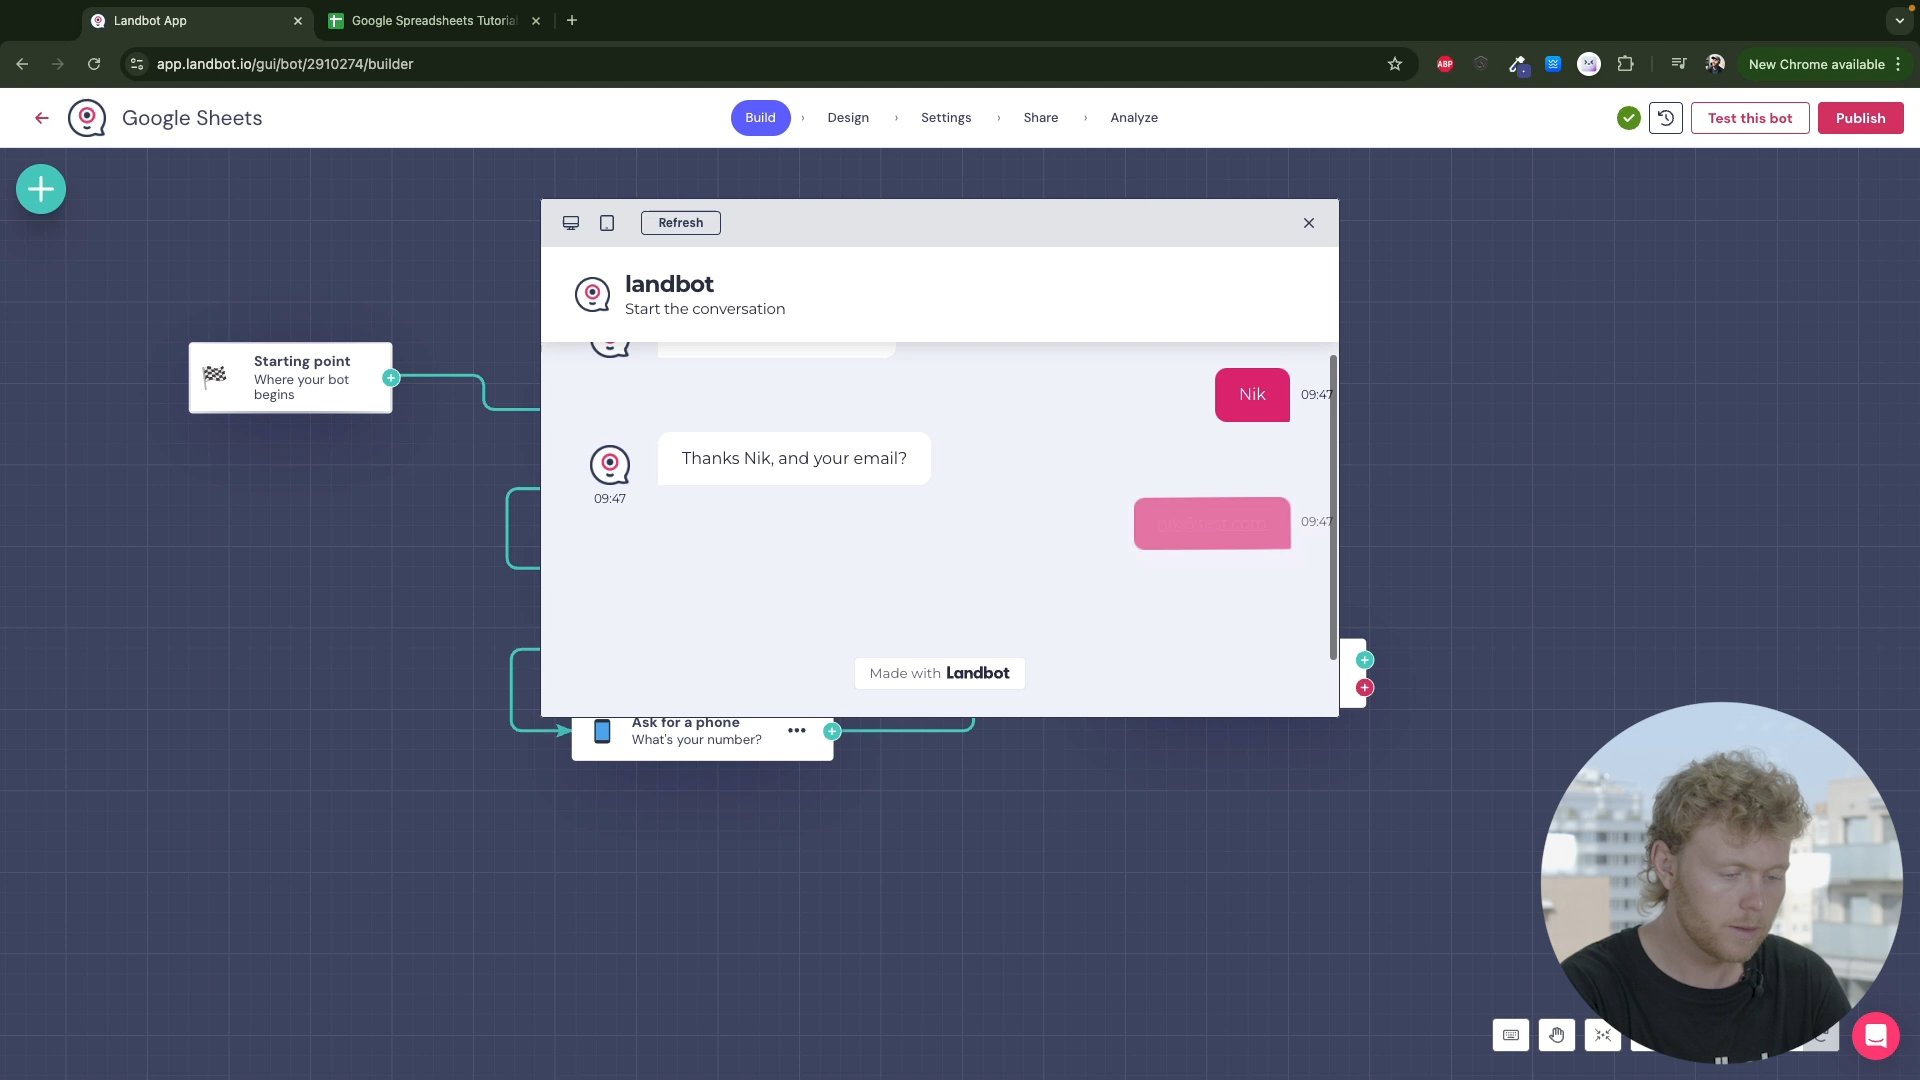 Landbot App
Google Spreadsheets Tutorial
app.landbot.io/gui/bot/2910274/builder
ABP
New Chrome available
Google Sheets
Build
Design
Settings
Share
Analyze
Test this bot
Publish
Refresh
landbot
Start the conversation
Starting point
Where your bot
begins
Nik
09:47
Thanks Nik, and your email?
09:47
09:47
Made with Landbot
Ask for a phone
What's your number?